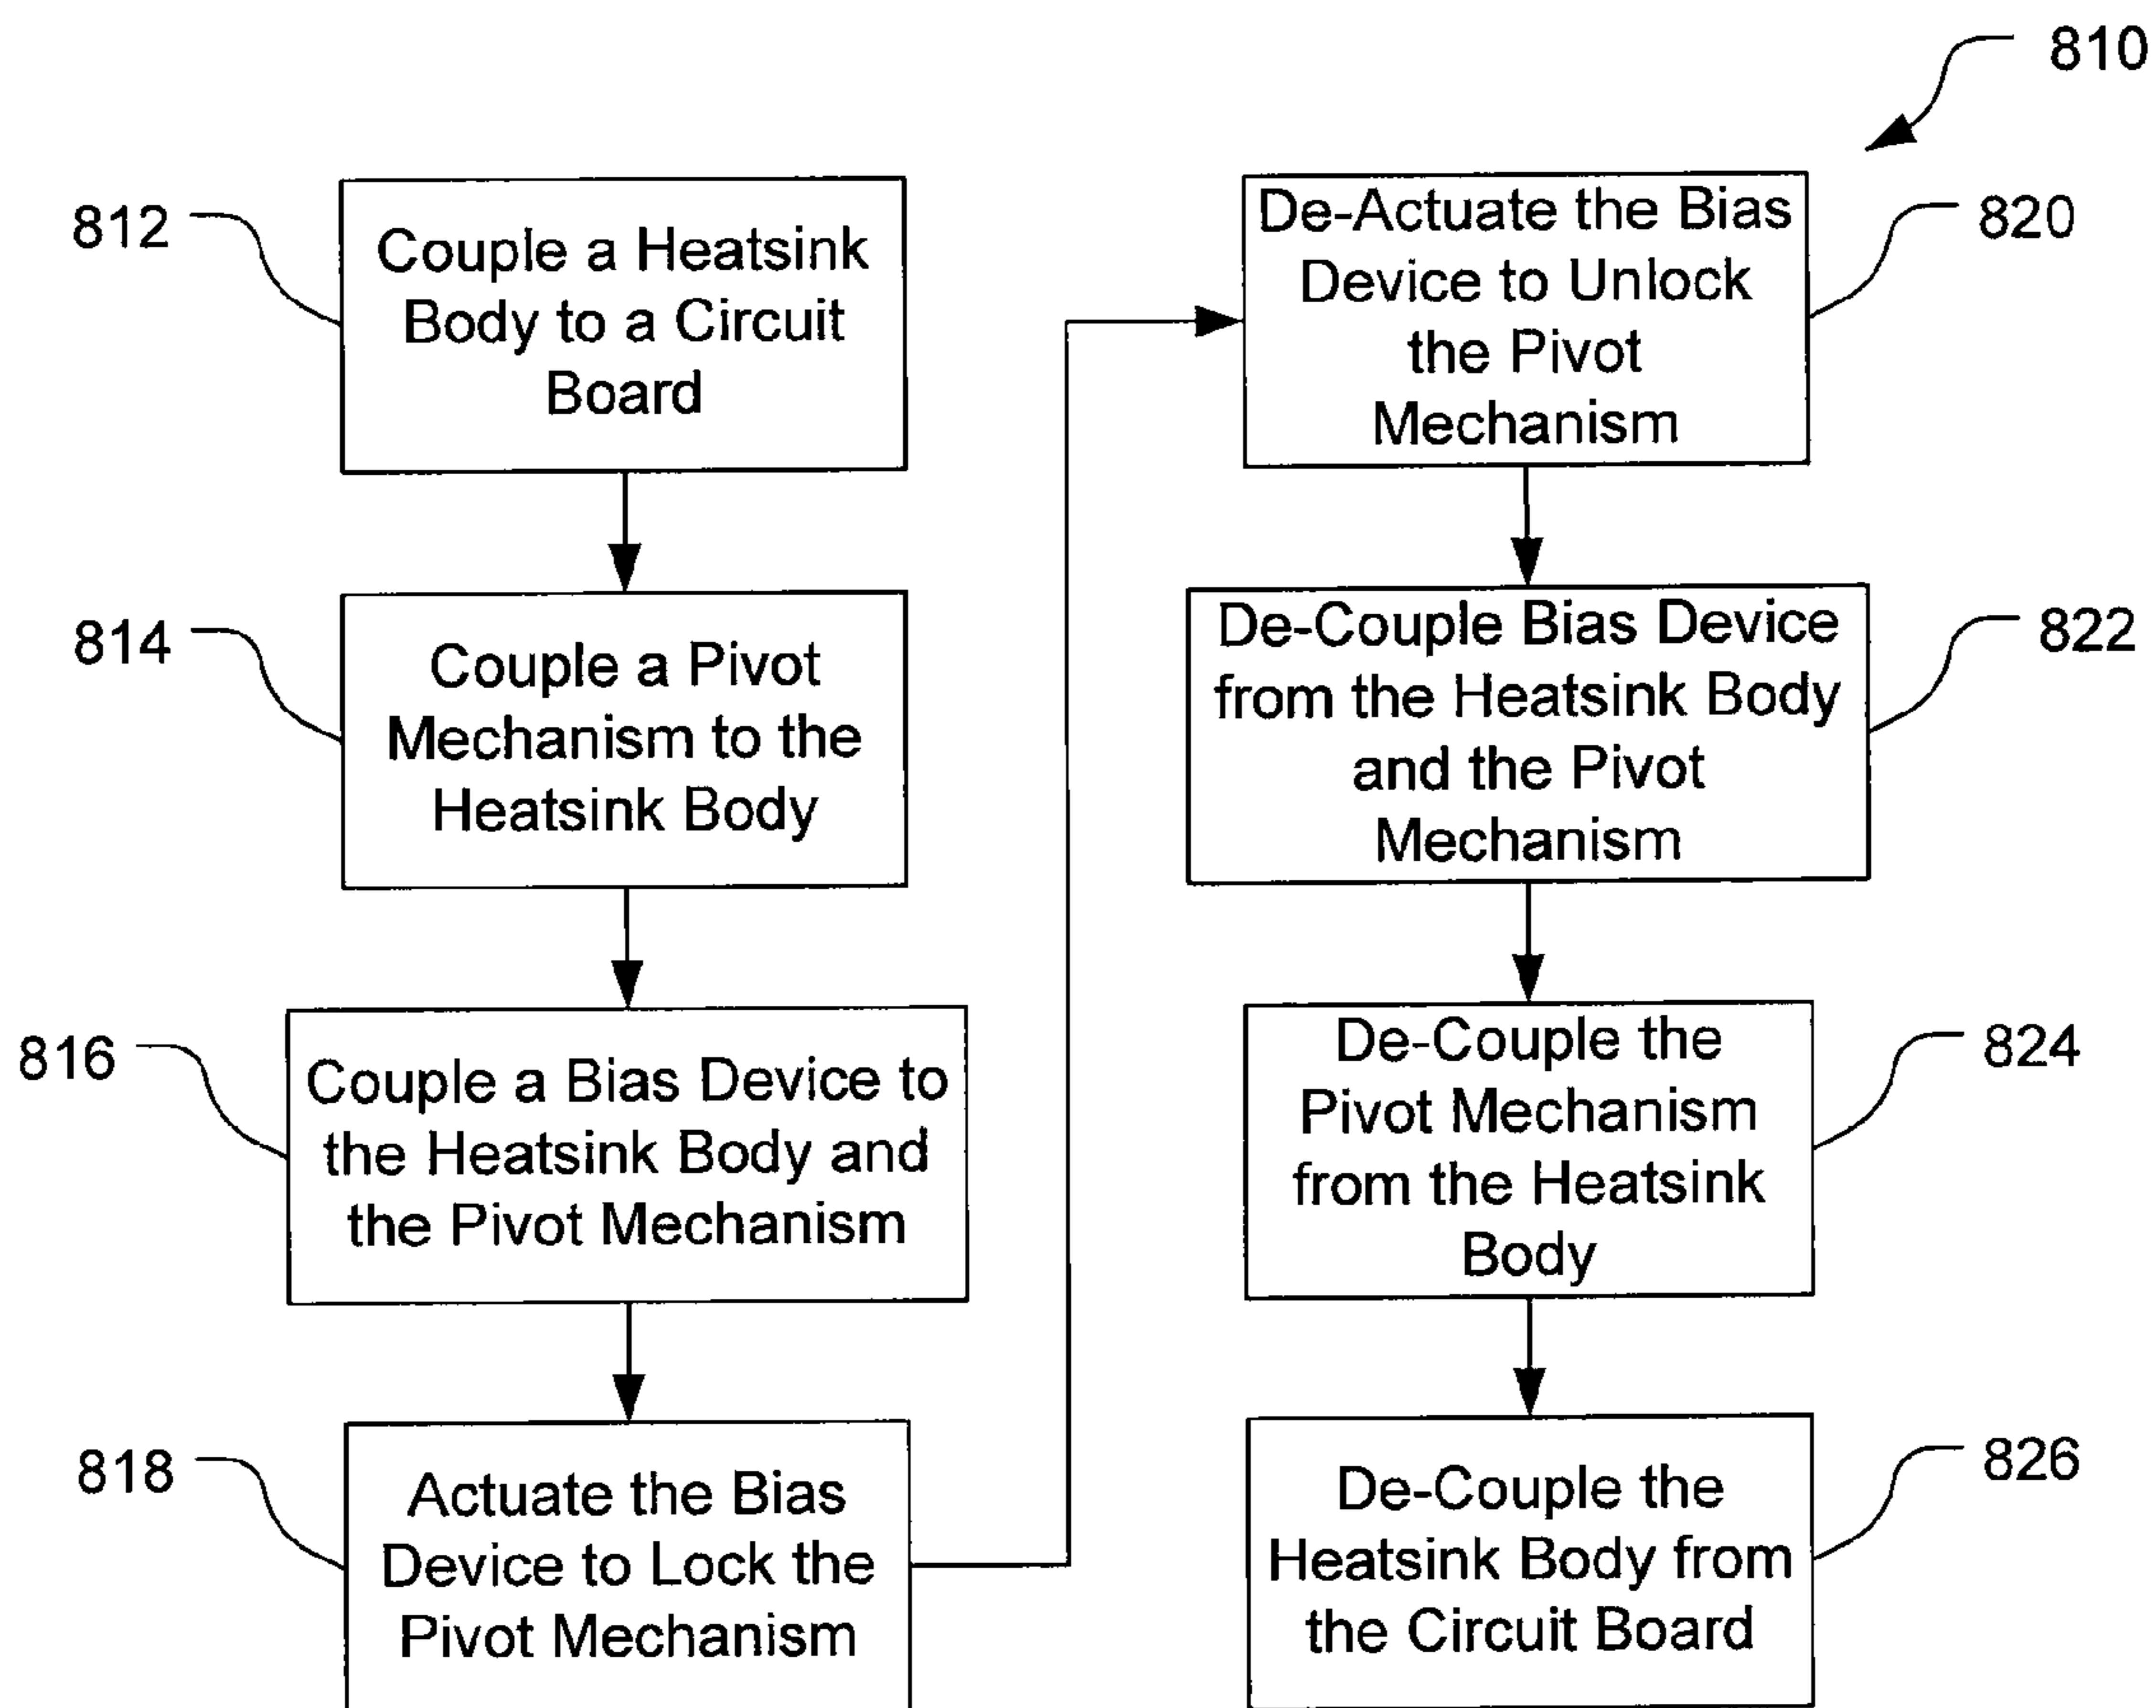 810
812
Couple a Heatsink
Body to a Circuit
Board
814
Couple a Pivot
Mechanism to the
Heatsink Body
816
Couple a Bias Device to
the Heatsink Body and
the Pivot Mechanism
818
Actuate the Bias
Device to Lock the
Pivot Mechanism
820
De-Actuate the Bias
Device to Unlock
the Pivot
Mechanism
822
De-Couple Bias Device
from the Heatsink Body
and the Pivot
Mechanism
824
De-Couple the
Pivot Mechanism
from the Heatsink
Body
826
De-Couple the
Heatsink Body from
the Circuit Board